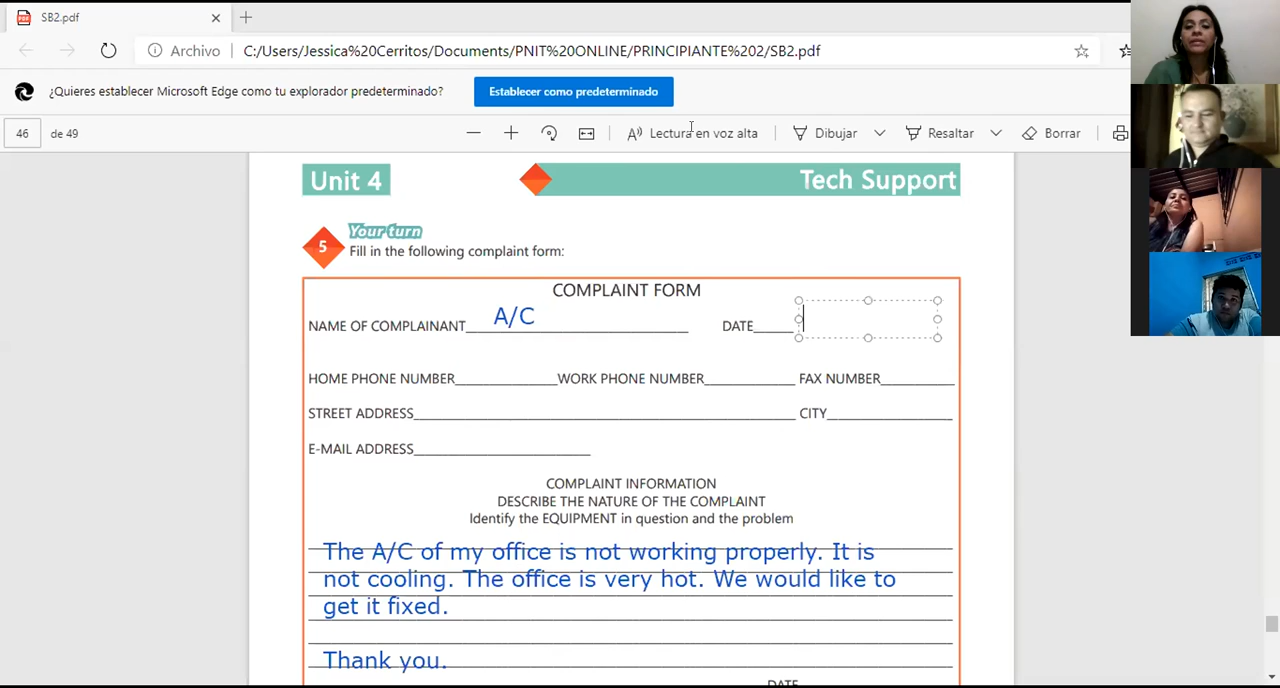 SB2.pdf
Archivo C:/Users/Jessica%20Cerritos/Documents/PNIT%20ONLINE/PRINCIPIANTE%202/SB2.pdf
¿Quieres establecer Microsoft Edge como tu explorador predeterminado? Establecer como predeterminado
46 de 49 Lectura en voz alta Dibujar Resaltar Borrar
Unit 4 Tech Support
5 Your turn
Fill in the following complaint form:
COMPLAINT FORM
NAME OF COMPLAINANT A/C DATE
HOME PHONE NUMBER WORK PHONE NUMBER FAX NUMBER
STREET ADDRESS CITY
E-MAIL ADDRESS
COMPLAINT INFORMATION
DESCRIBE THE NATURE OF THE COMPLAINT
Identify the EQUIPMENT in question and the problem
The A/C of my office is not working properly. It is
not cooling. The office is very hot. We would like to
get it fixed.
Thank you.
DATE